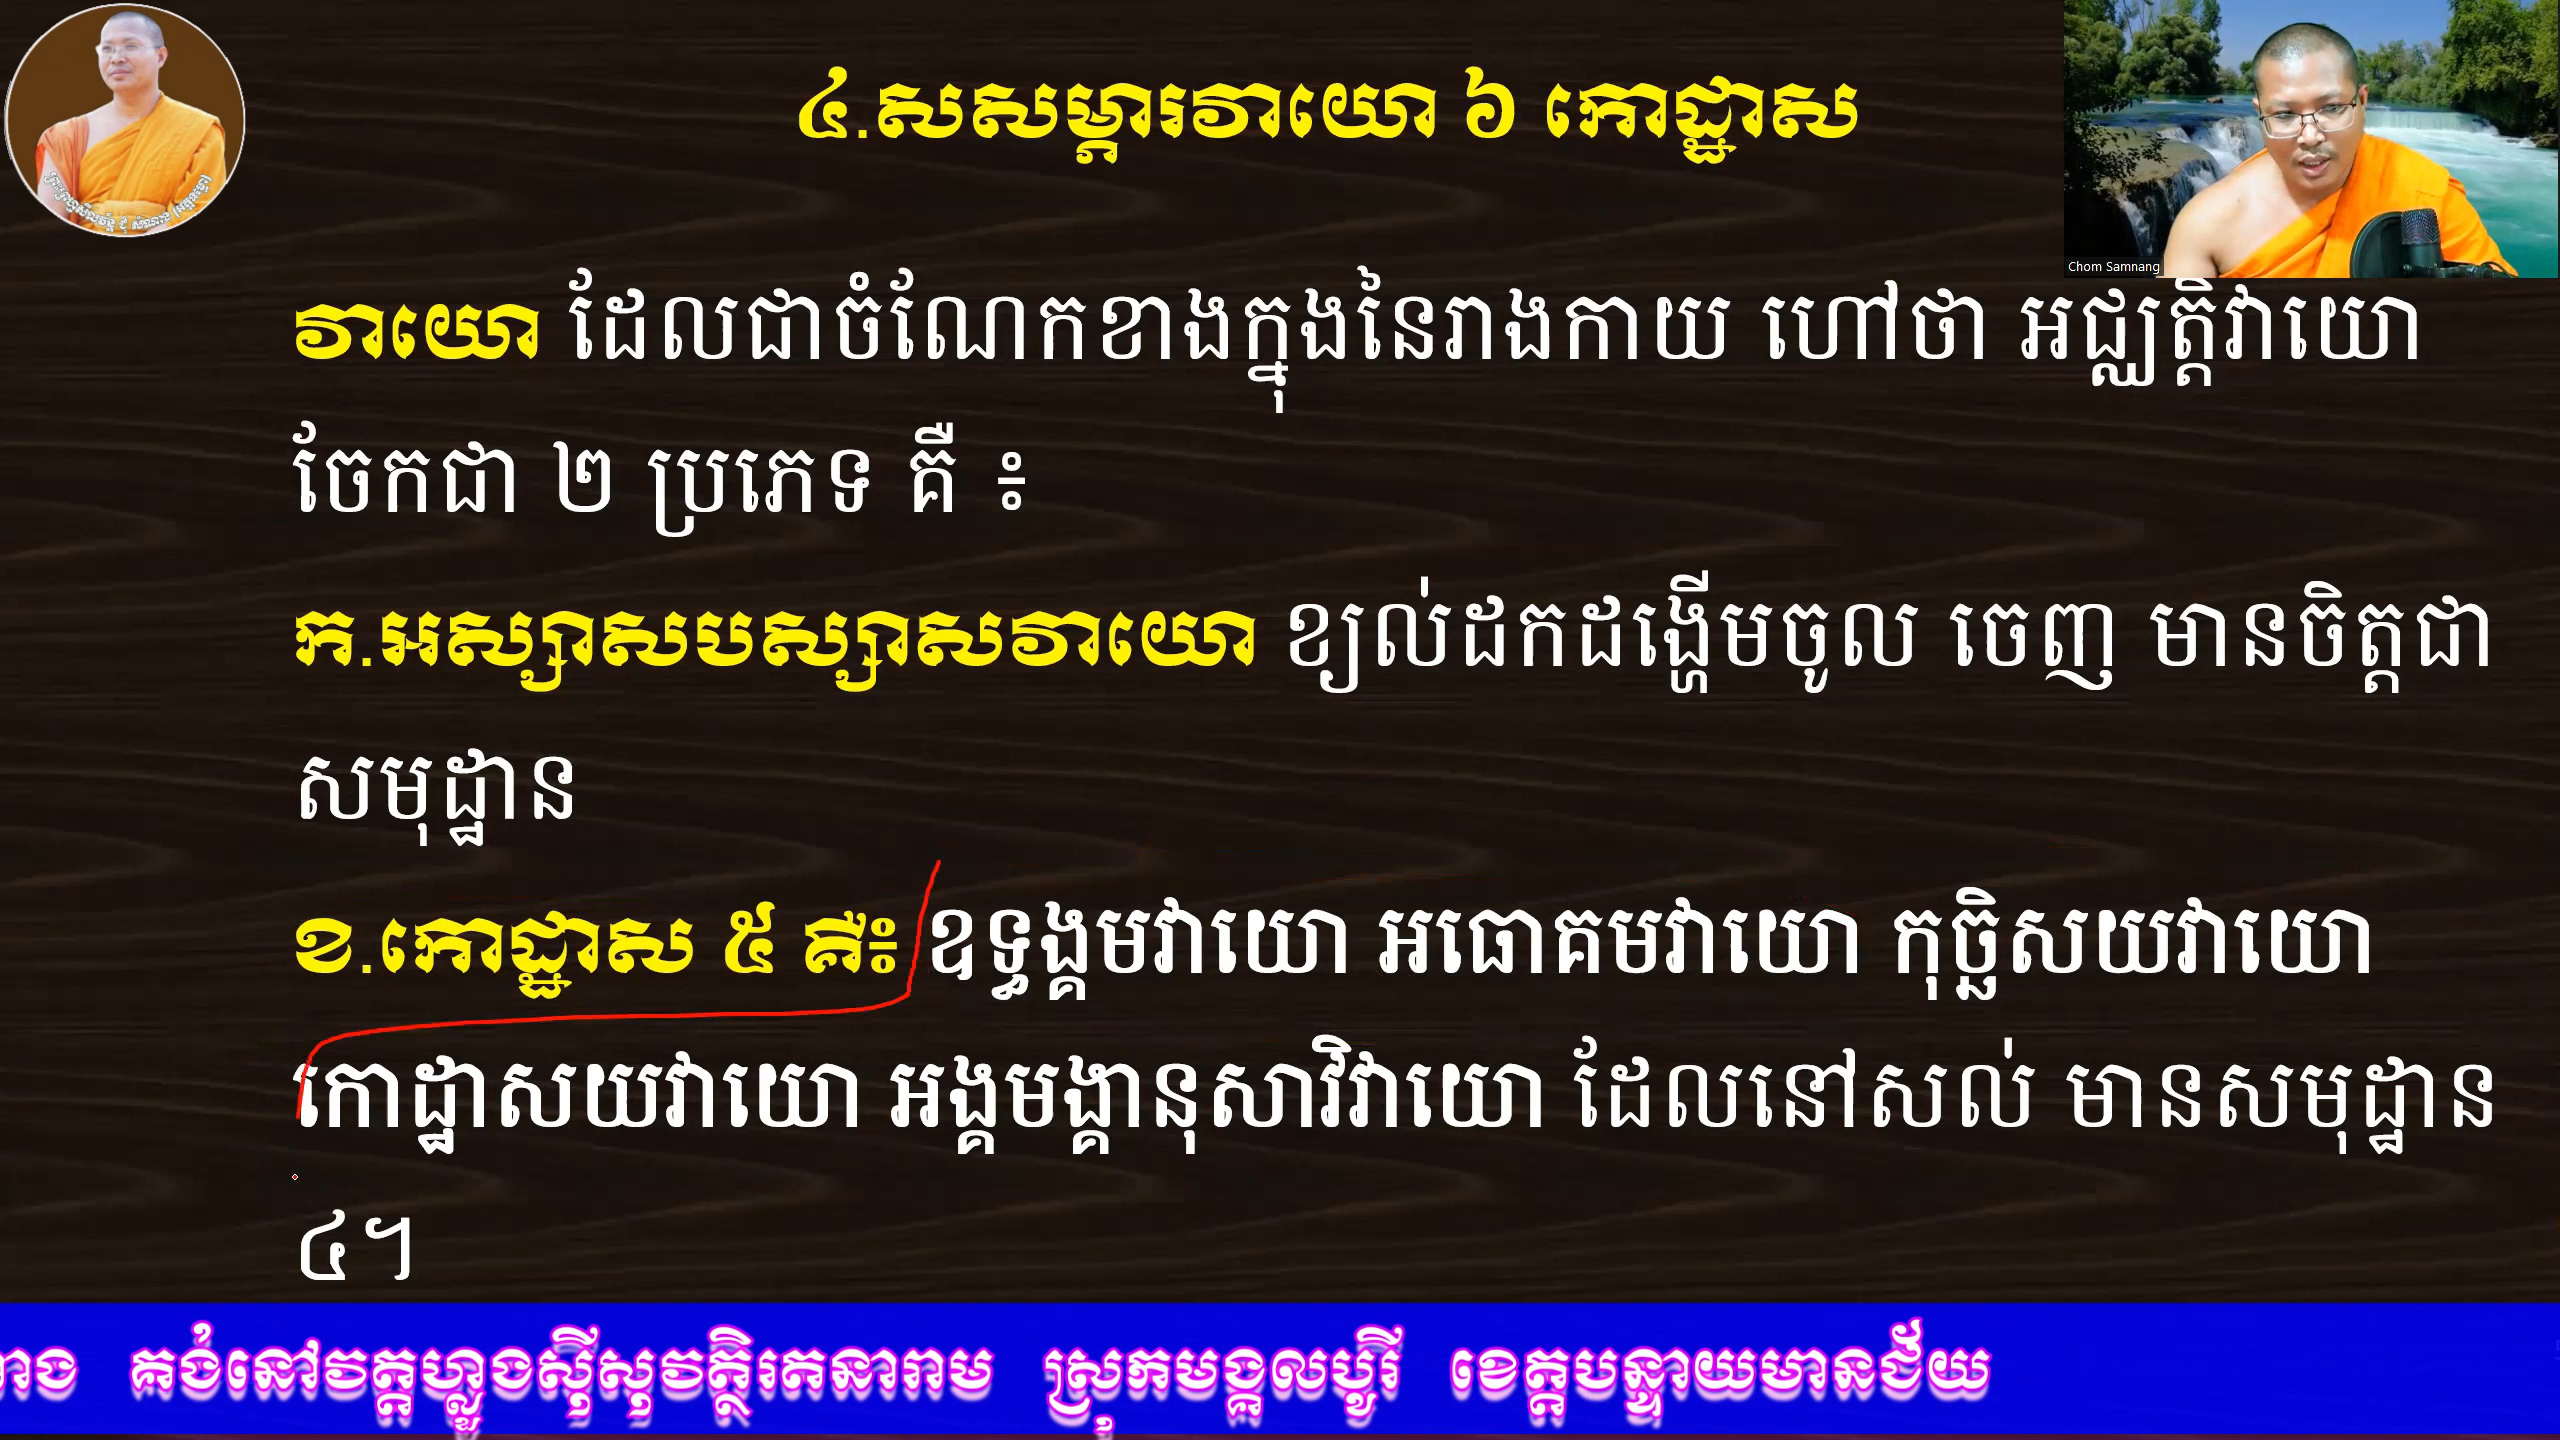 ៤.សសម្ភារវាយោ ៦ កោដ្ឋាស
Chom Samnang
វាយោ ដែលជាចំណែកខាងក្នុងនៃរាងកាយ ហៅថា អជ្ឈត្តិវាយោ
ចែកជា ២ ប្រភេទ គឺ ៖
ក.អស្សាសបស្សាសវាយោ ខ្យល់ដកដង្ហើមចូល ចេញ មានចិត្តជា
សមុដ្ឋាន
ខ.កោដ្ឋាស ៥ គឺ៖ ឧទ្ធង្គមវាយោ អធោគមវាយោ កុច្ឆិសយវាយោ
កោដ្ឋាសយវាយោ អង្គមង្គានុសាវិវាយោ ដែលនៅសល់ មានសមុដ្ឋាន
៤។
គង់នៅវត្តហ្លួងស៊ីសុវត្ថិរតនារាម ស្រុកមង្គលបូរី ខេត្តបន្ទាយមានជ័យ